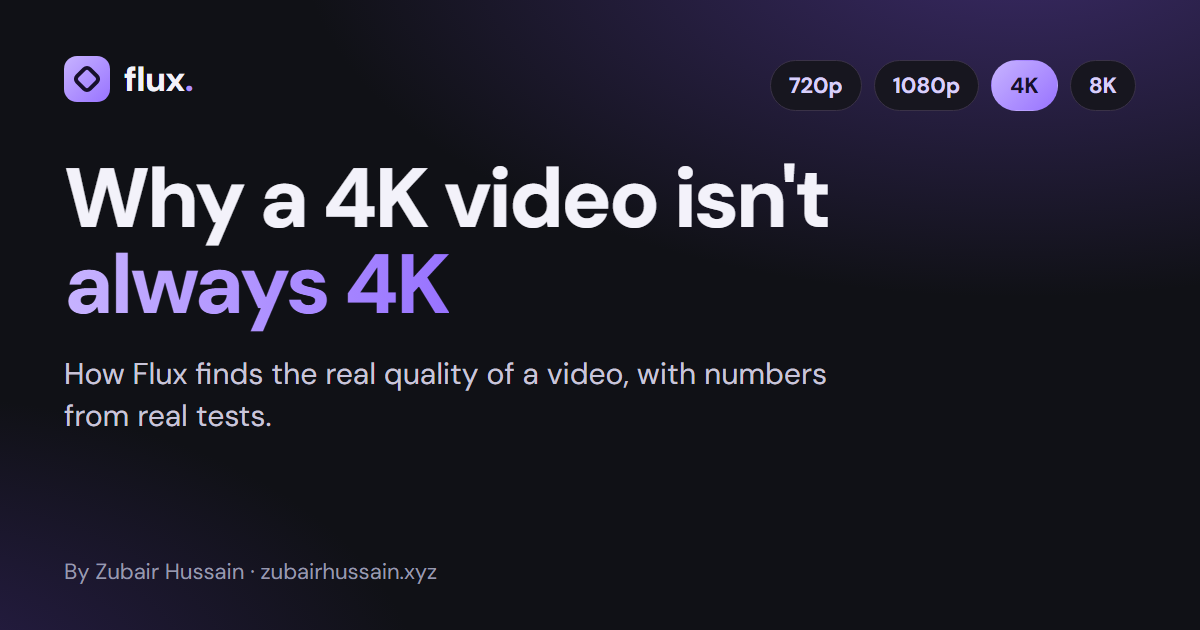 flux.
720p
1080p
4K
8K
Why a 4K video isn't
always 4K
How Flux finds the real quality of a video, with numbers
from real tests.
By Zubair Hussain · zubairhussain.xyz